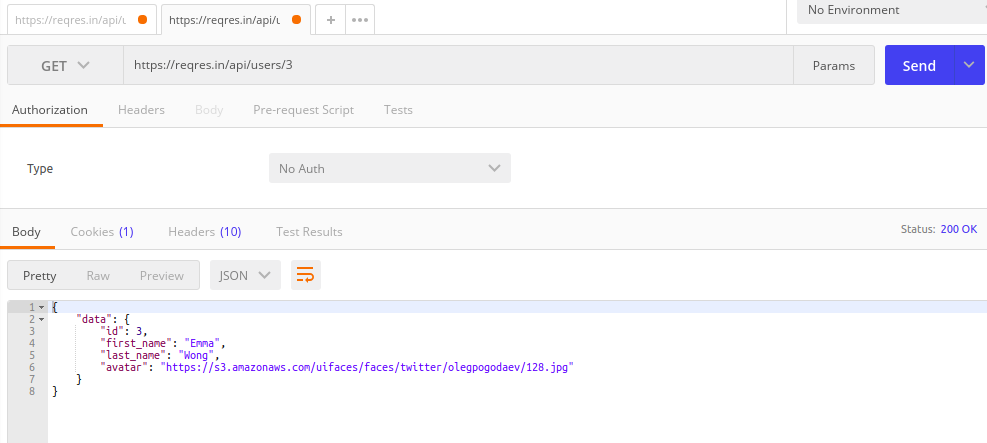 https://reqres.in/api/u
https://reqres.in/api/u
+
•••
No Environment
GET https://reqres.in/api/users/3 Params Send
Authorization Headers Body Pre-request Script Tests
Type No Auth
Body Cookies (1) Headers (10) Test Results Status: 200 OK
Pretty Raw Preview JSON
1 {
2 "data": {
3 "id": 3,
4 "first_name": "Emma",
5 "last_name": "Wong",
6 "avatar": "https://s3.amazonaws.com/uifaces/faces/twitter/olegpogodaev/128.jpg"
7 }
8 }